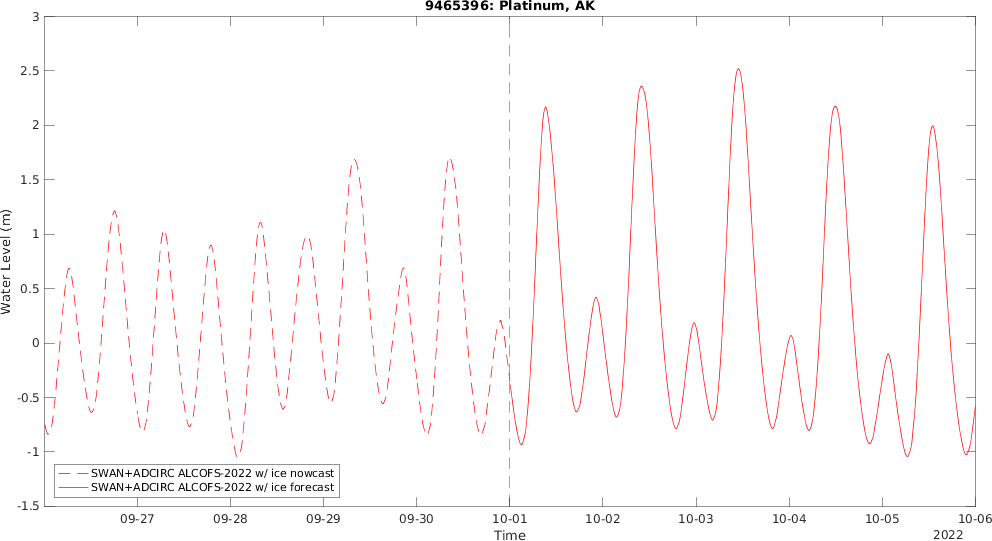 9465396: Platinum, AK
Water Level (m)
3
2.5
2
1.5
1
0.5
0
-0.5
-1
-1.5
SWAN+ADCIRC ALCOFS-2022 w/ ice nowcast
SWAN+ADCIRC ALCOFS-2022 w/ ice forecast
09-27 09-28 09-29 09-30 10-01 10-02 10-03 10-04 10-05 10-06
Time
2022